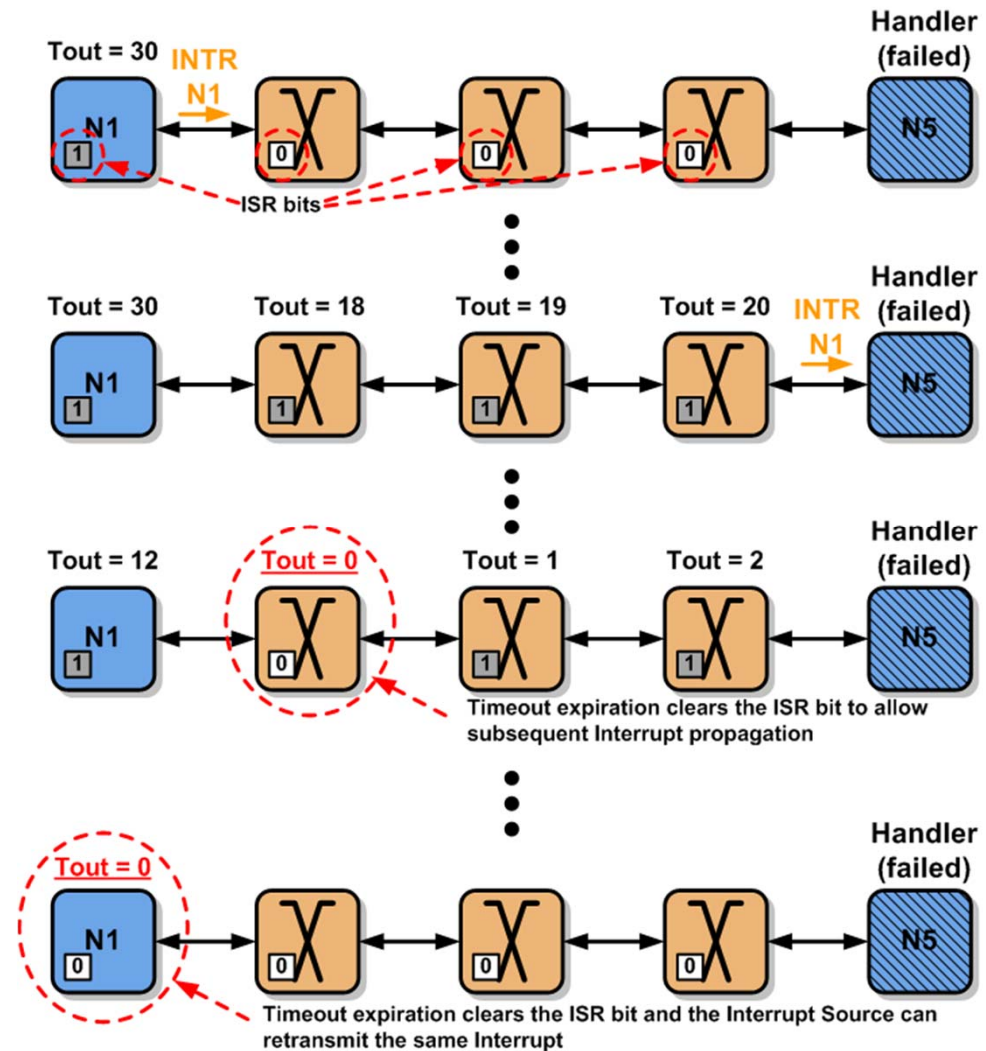 Handler
(failed)
Tout = 30
INTR
N1
N1
N5
1
0
0
0
ISR bits
Handler
(failed)
Tout = 30
Tout = 18
Tout = 19
Tout = 20
INTR
N1
N1
N5
1
1
1
1
Handler
(failed)
Tout = 12
Tout = 0
Tout = 1
Tout = 2
N1
N5
1
0
1
1
Timeout expiration clears the ISR bit to allow
subsequent Interrupt propagation
Handler
(failed)
Tout = 0
N1
N5
0
0
0
0
Timeout expiration clears the ISR bit and the Interrupt Source can
retransmit the same Interrupt